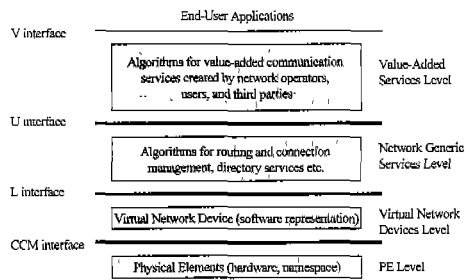 End-User Applications
V interface
Algorithms for value-added communication
services created by network operators,
users, and third parties
Value-Added
Services Level
U interface
Algorithms for routing and connection
management, directory services etc.
Network Generic
Services Level
L interface
Virtual Network Device (software representation)
Virtual Network
Devices Level
CCM interface
Physical Elements (hardware, namespace)
PE Level